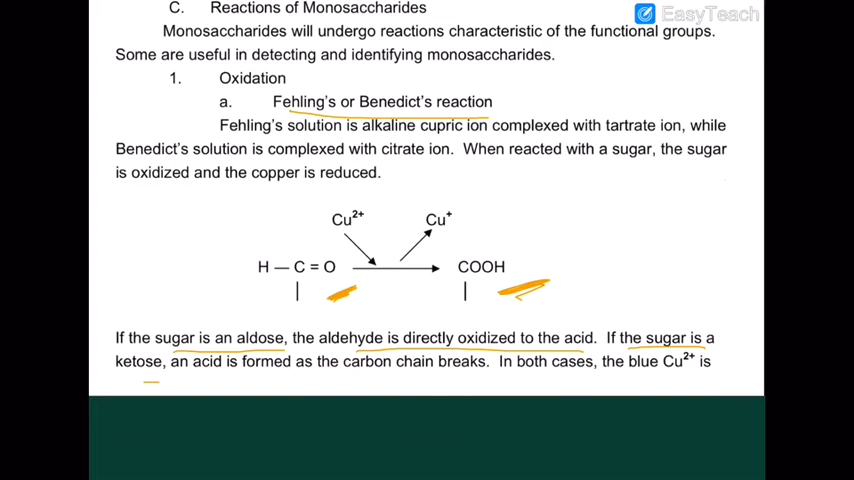 C. Reactions of Monosaccharides
EasyTeach
Monosaccharides will undergo reactions characteristic of the functional groups.
Some are useful in detecting and identifying monosaccharides.
1. Oxidation
a. Fehling's or Benedict's reaction
Fehling's solution is alkaline cupric ion complexed with tartrate ion, while
Benedict's solution is complexed with citrate ion. When reacted with a sugar, the sugar
is oxidized and the copper is reduced.
Cu²⁺ Cu⁺
H — C = O COOH
If the sugar is an aldose, the aldehyde is directly oxidized to the acid. If the sugar is a
ketose, an acid is formed as the carbon chain breaks. In both cases, the blue Cu²⁺ is